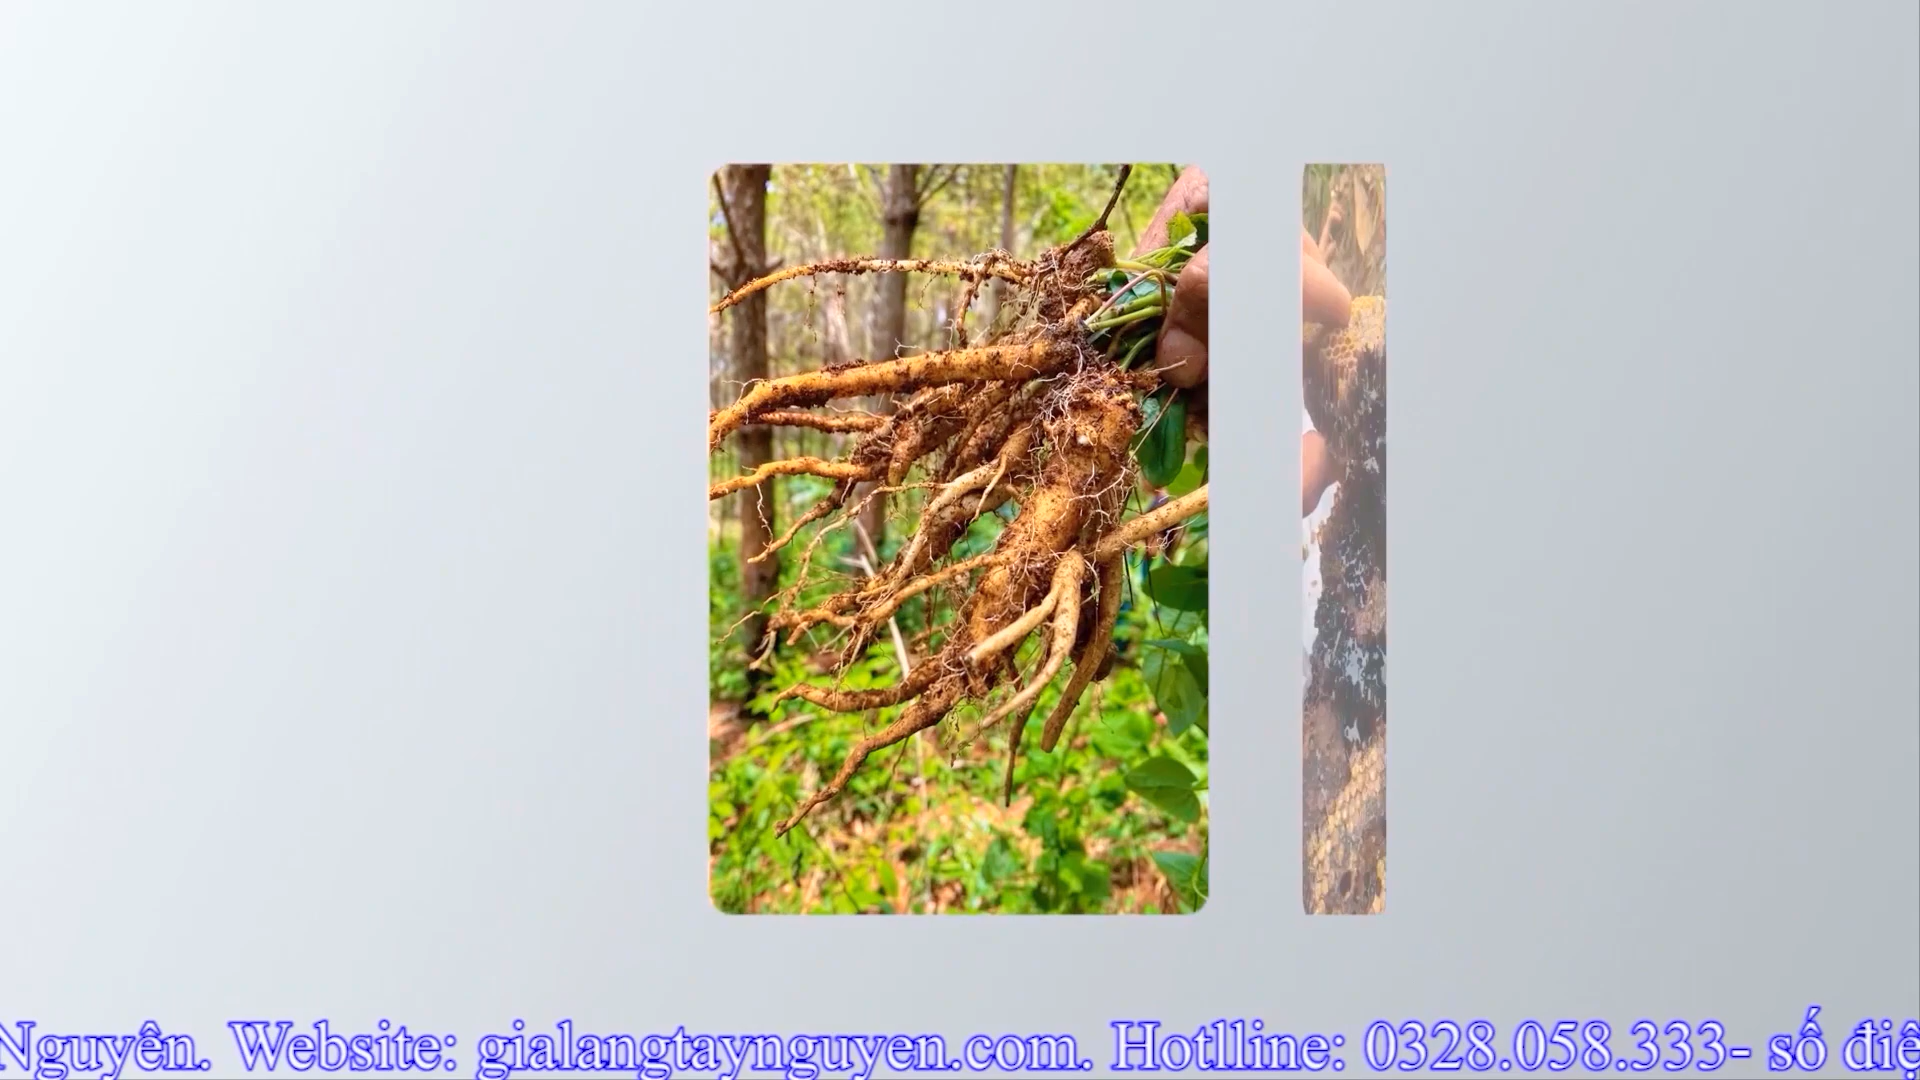 Nguyên. Website: gialangtaynguyen.com. Hotlline: 0328.058.333- số điệ